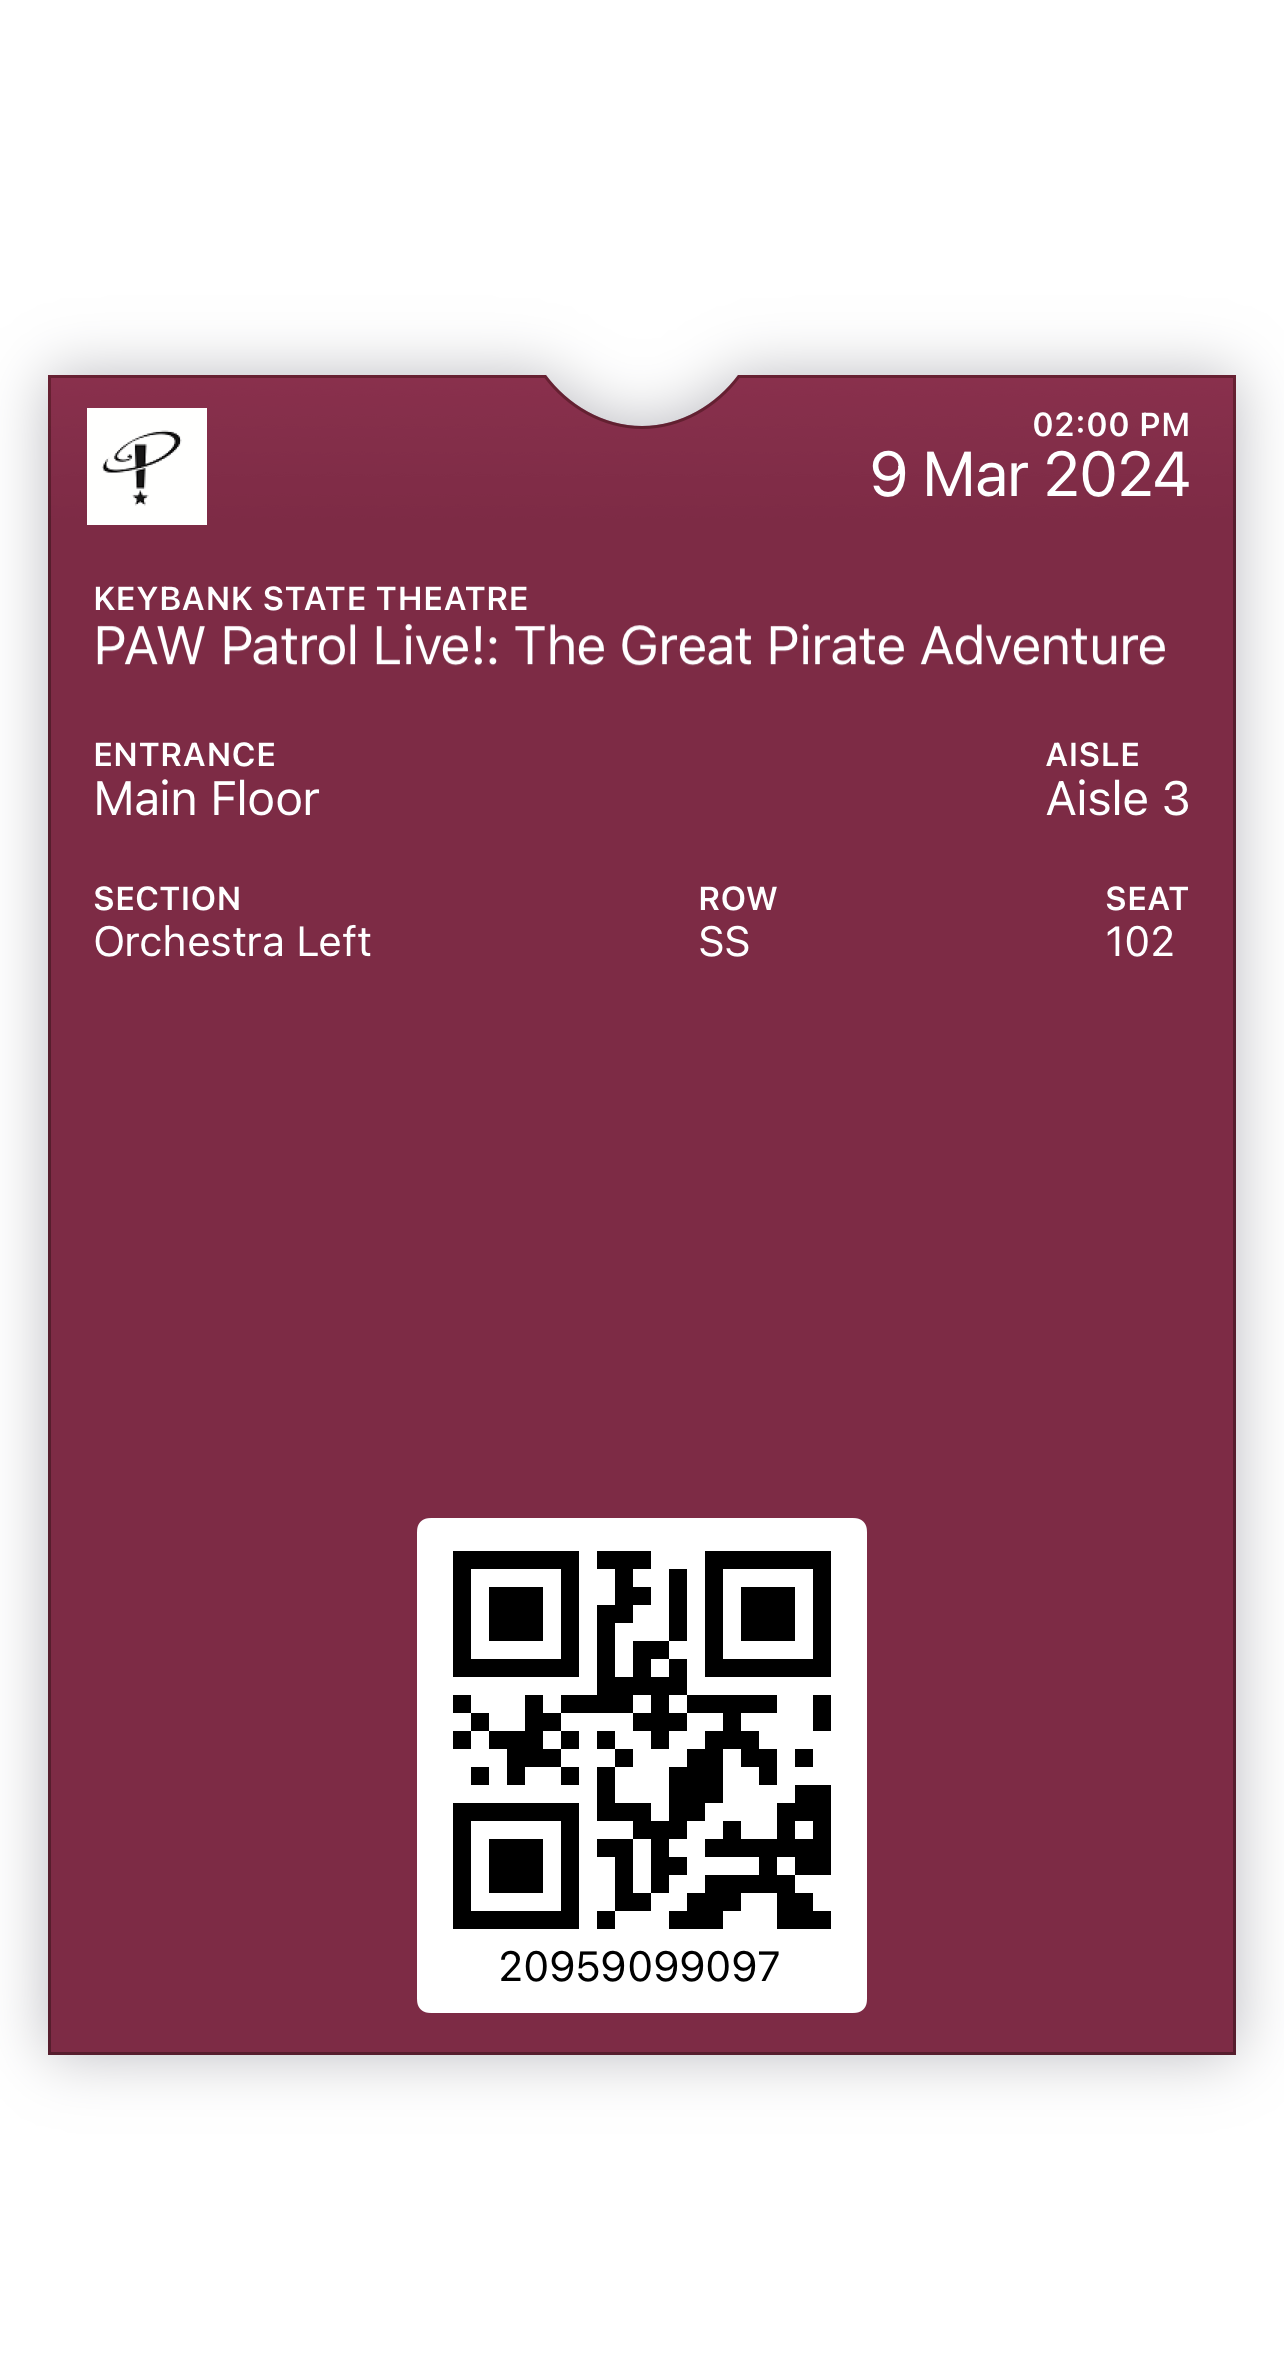 02:00 PM
9 Mar 2024
KEYBANK STATE THEATRE
PAW Patrol Live!: The Great Pirate Adventure
ENTRANCE AISLE
Main Floor Aisle 3
SECTION ROW SEAT
Orchestra Left SS 102
20959099097